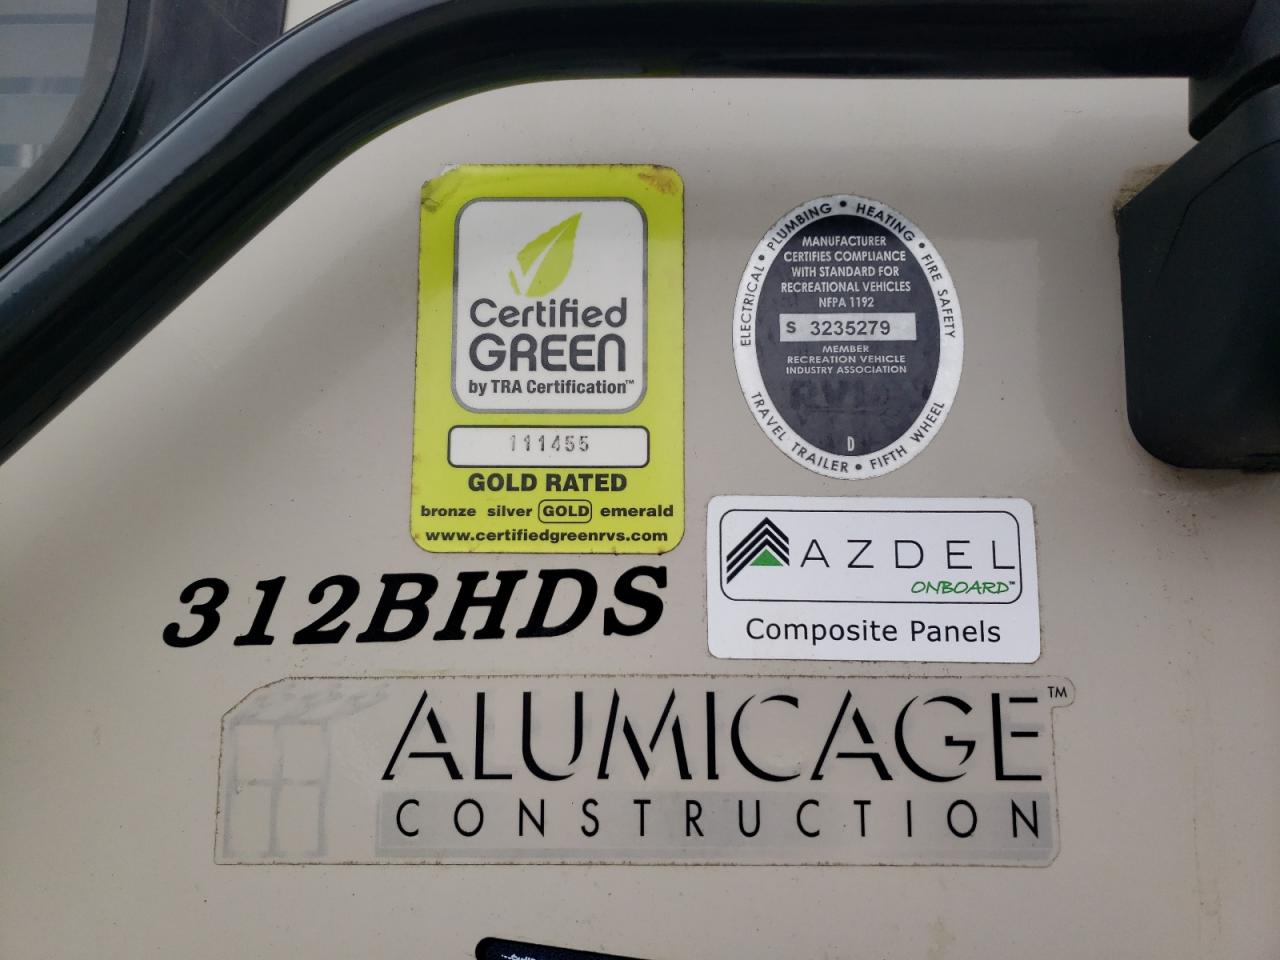 Certified
GREEN
by TRA Certification™
111455
GOLD RATED
bronze silver GOLD emerald
www.certifiedgreenrvs.com
ELECTRICAL • PLUMBING • HEATING • FIRE SAFETY
MANUFACTURER
CERTIFIES COMPLIANCE
WITH STANDARD FOR
RECREATIONAL VEHICLES
NFPA 1192
S 3235279
MEMBER
RECREATION VEHICLE
INDUSTRY ASSOCIATION
D
TRAVEL TRAILER • FIFTH WHEEL
AZDEL
ONBOARD™
Composite Panels
312BHDS
ALUMICAGE™
CONSTRUCTION